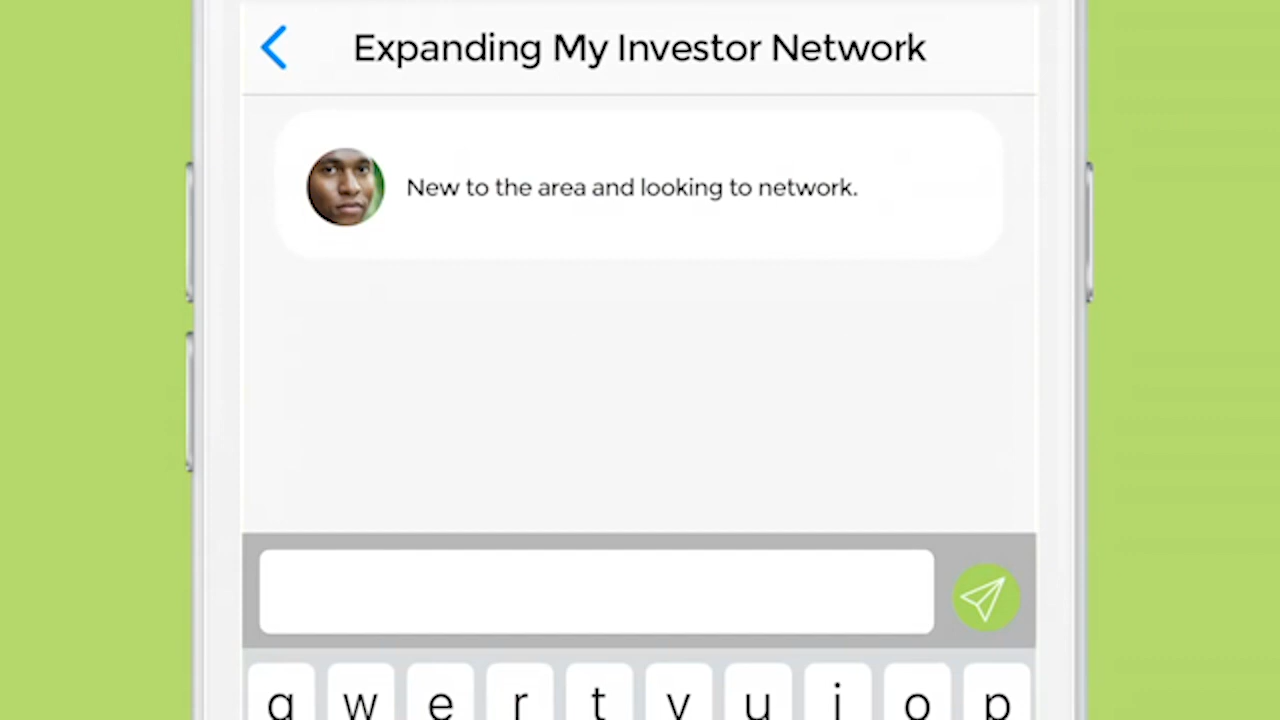 Expanding My Investor Network
New to the area and looking to network.
q w e r t y u i o p